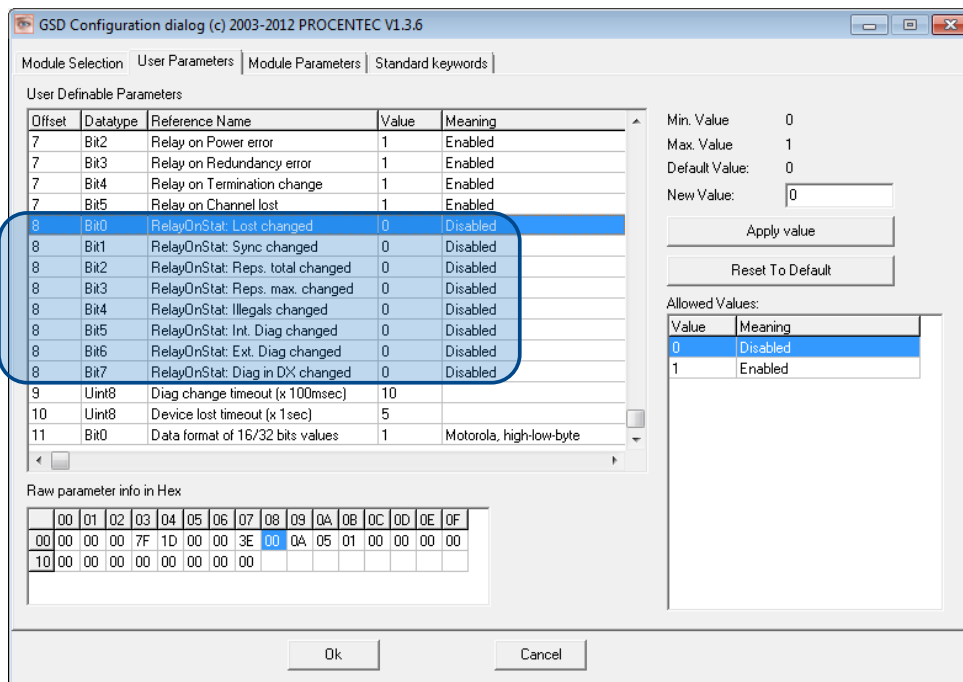 GSD Configuration dialog (c) 2003-2012 PROCENTEC V1.3.6
Module Selection User Parameters Module Parameters Standard keywords
User Definable Parameters
Offset Datatype Reference Name Value Meaning
7 Bit2 Relay on Power error 1 Enabled
7 Bit3 Relay on Redundancy error 1 Enabled
7 Bit4 Relay on Termination change 1 Enabled
7 Bit5 Relay on Channel lost 1 Enabled
8 Bit0 RelayOnStat: Lost changed 0 Disabled
8 Bit1 RelayOnStat: Sync changed 0 Disabled
8 Bit2 RelayOnStat: Reps. total changed 0 Disabled
8 Bit3 RelayOnStat: Reps. max. changed 0 Disabled
8 Bit4 RelayOnStat: Illegals changed 0 Disabled
8 Bit5 RelayOnStat: Int. Diag changed 0 Disabled
8 Bit6 RelayOnStat: Ext. Diag changed 0 Disabled
8 Bit7 RelayOnStat: Diag in DX changed 0 Disabled
9 Uint8 Diag change timeout (x 100msec) 10
10 Uint8 Device lost timeout (x 1sec) 5
11 Bit0 Data format of 16/32 bits values 1 Motorola, high-low-byte
Min. Value 0
Max. Value 1
Default Value: 0
New Value: 0
Apply value
Reset To Default
Allowed Values:
Value Meaning
0 Disabled
1 Enabled
Raw parameter info in Hex
00 01 02 03 04 05 06 07 08 09 0A 0B 0C 0D 0E 0F
00 00 00 00 7F 1D 00 00 3E 00 0A 05 01 00 00 00 00
10 00 00 00 00 00 00 00 00
Ok Cancel